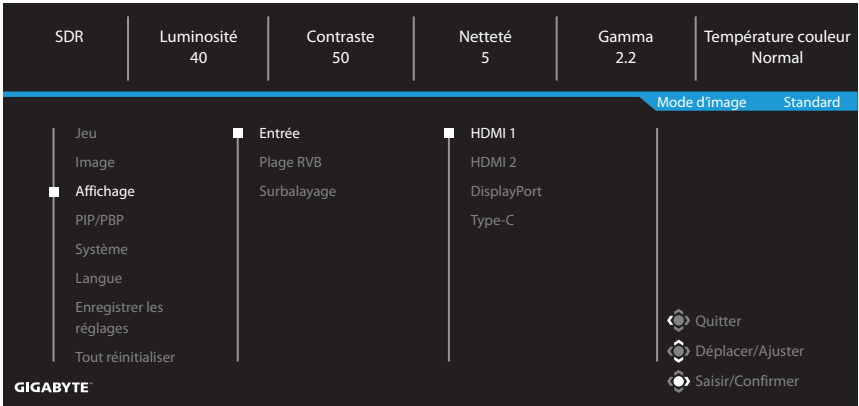 SDR
Luminosité
40
Contraste
50
Netteté
5
Gamma
2.2
Température couleur
Normal
Mode d'image Standard
Jeu
Image
Affichage
PIP/PBP
Système
Langue
Enregistrer les
réglages
Tout réinitialiser
Entrée
Plage RVB
Surbalayage
HDMI 1
HDMI 2
DisplayPort
Type-C
Quitter
Déplacer/Ajuster
Saisir/Confirmer
GIGABYTE™